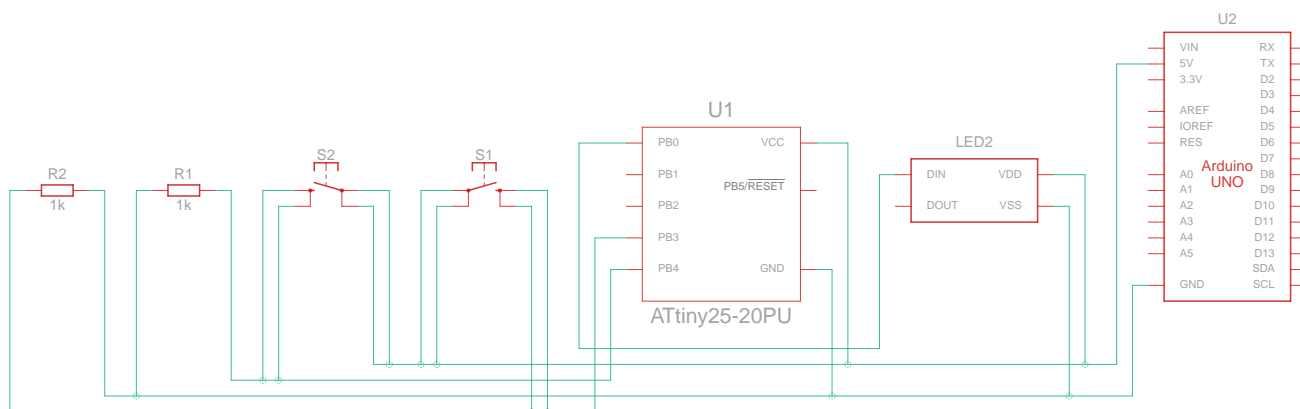 U2
VIN RX
5V TX
3.3V D2
D3
AREF D4
IOREF D5
RES D6
D7
Arduino
UNO
A0 D8
A1 D9
A2 D10
A3 D11
A4 D12
A5 D13
SDA
GND SCL
U1
PB0 VCC
PB1
PB5/RESET
PB2
PB3
PB4 GND
ATtiny25-20PU
LED2
DIN VDD
DOUT VSS
S1
S2
R1
1k
R2
1k